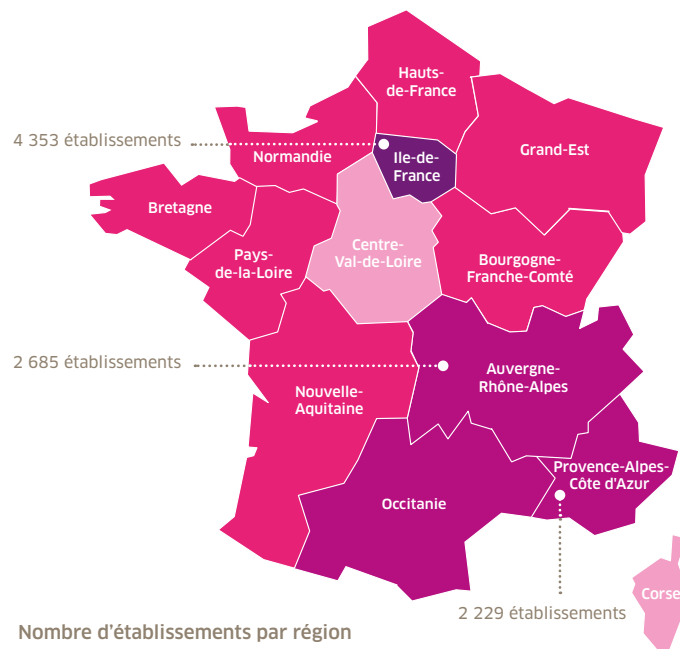 Hauts-
de-France
4 353 établissements
Normandie
Ile-de-
France
Grand-Est
Bretagne
Pays-
de-la-Loire
Centre-
Val-de-Loire
Bourgogne-
Franche-Comté
2 685 établissements
Auvergne-
Rhône-Alpes
Nouvelle-
Aquitaine
Provence-Alpes-
Côte d'Azur
Occitanie
Corse
2 229 établissements
Nombre d'établissements par région